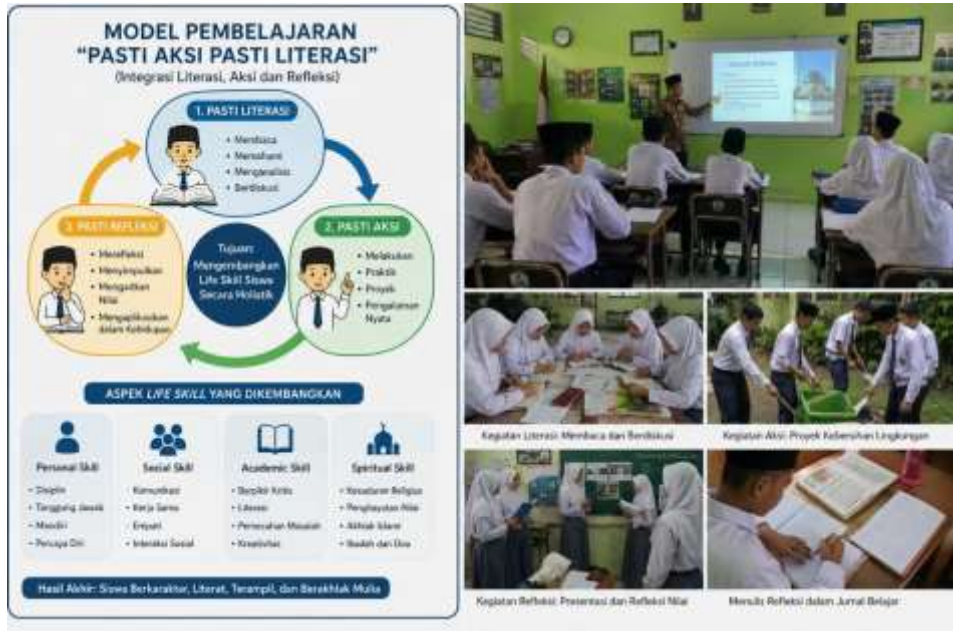 MODEL PEMBELAJARAN
“PASTI AKSI PASTI LITERASI”
(Integrasi Literasi, Aksi dan Refleksi)
1. PASTI LITERASI
• Membaca
• Memahami
• Menganalisis
• Berdiskusi
2. PASTI AKSI
• Melakukan
• Praktik
• Proyek
• Pengalaman
Nyata
3. PASTI REFLEKSI
• Merefleksi
• Menyimpulkan
• Mengaitkan
Nilai
• Mengaplikasikan
dalam Kehidupan
Tujuan:
Mengembangkan
Life Skill Siswa
Secara Holistik
ASPEK LIFE SKILL YANG DIKEMBANGKAN
Personal Skill
- Disiplin
- Tanggung Jawab
- Mandiri
- Percaya Diri
Social Skill
- Komunikasi
- Kerja Sama
- Empati
- Interaksi Sosial
Academic Skill
- Berpikir Kritis
- Literasi
- Pemecahan Masalah
- Kreativitas
Spiritual Skill
- Kesadaran Religius
- Penghayatan Nilai
- Akhlak Islami
- Ibadah dan Doa
Hasil Akhir: Siswa Berkarakter, Literat, Terampil, dan Berakhlak Mulia
Kegiatan Literasi: Membaca dan Berdiskusi
Kegiatan Aksi: Proyek Kebersihan Lingkungan
Kegiatan Refleksi: Presentasi dan Refleksi Nilai
Menulis Refleksi dalam Jurnal Belajar